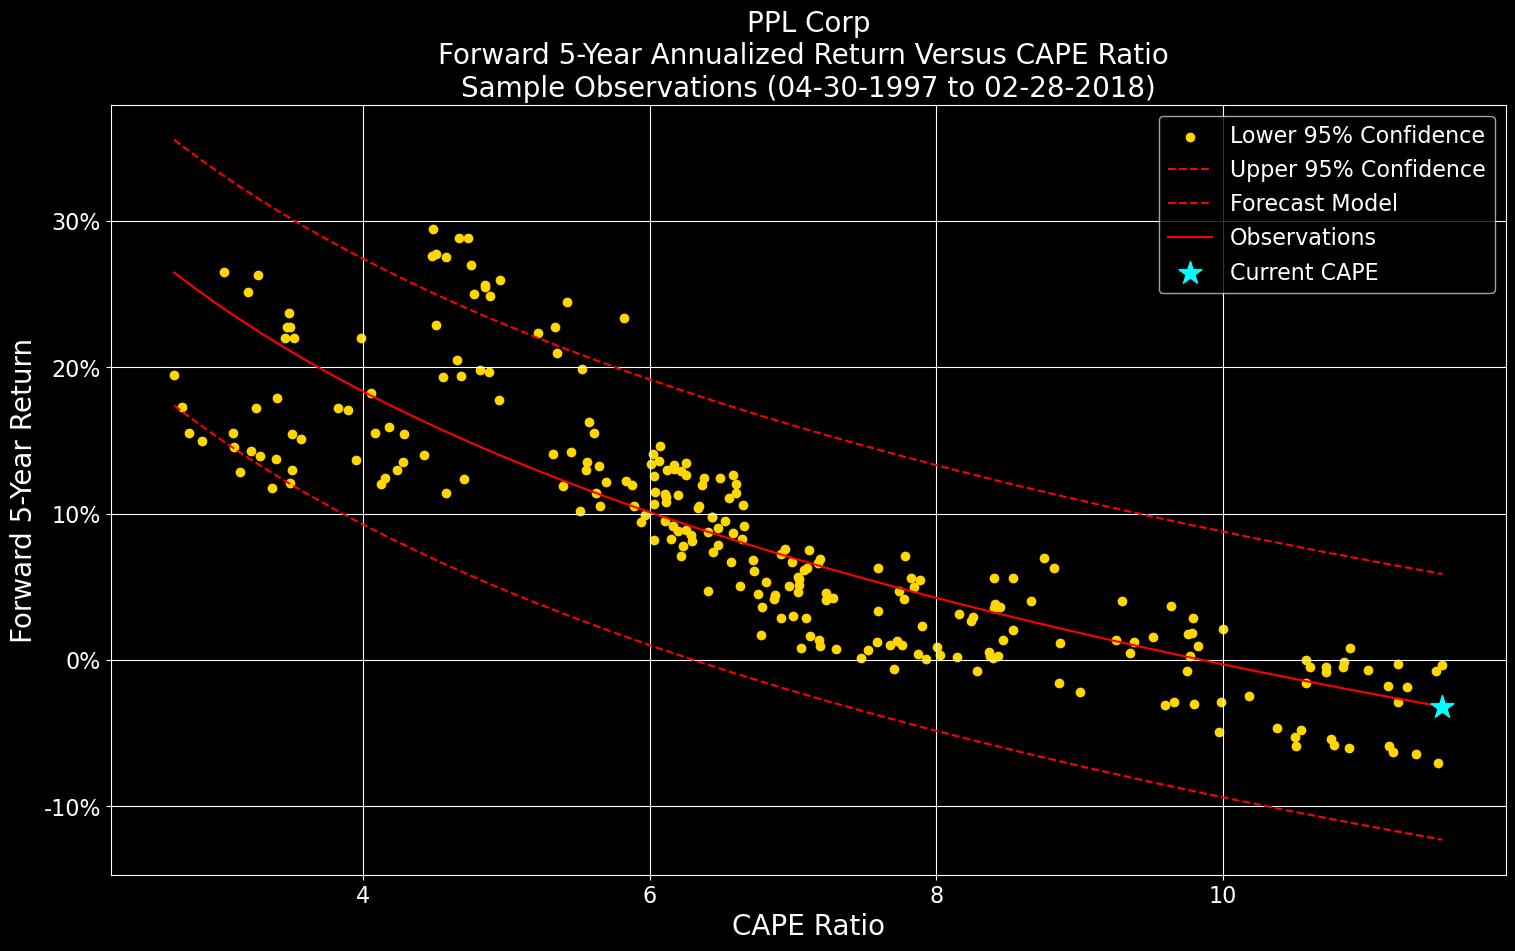 PPL Corp
Forward 5-Year Annualized Return Versus CAPE Ratio
Sample Observations (04-30-1997 to 02-28-2018)
Lower 95% Confidence
Upper 95% Confidence
Forecast Model
Observations
Current CAPE
Forward 5-Year Return
30%
20%
10%
0%
-10%
4
6
8
10
CAPE Ratio